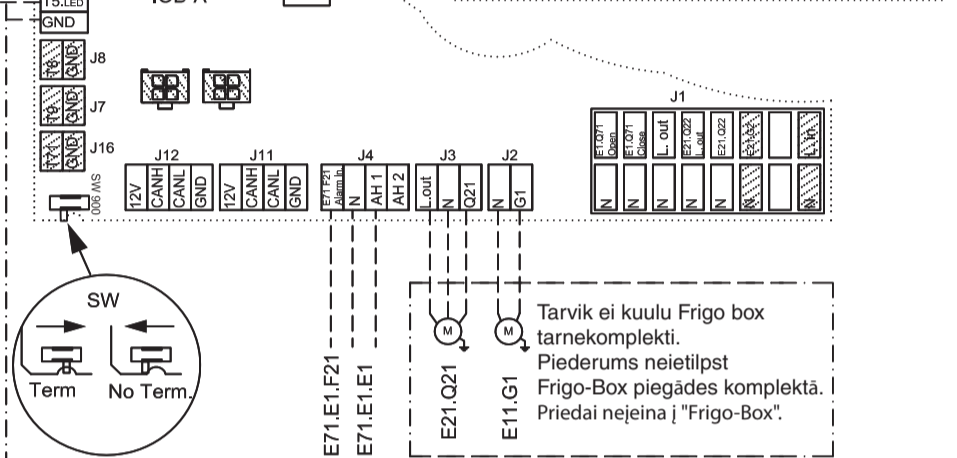 T5.LED
GND
J8
T8 GND
J7
T9 GND
J16
GND
SW 900
J12
12V
CANH
CANL
GND
J11
12V
CANH
CANL
GND
J4
E71 F21
Alarm In
N
AH 1
AH 2
J3
L.out
N
Q21
J2
N
G1
J1
E1.Q71
Open
E1.Q71
Close
L. out
E21.Q22
L. out
E21.Q22
E21.G2
L. in
N
N
N
N
N
N
N
SW
Term
No Term.
E71.E1.F21
E71.E1.E1
M
E21.Q21
M
E11.G1
Tarvik ei kuulu Frigo box
tarnekomplekti.
Piederums neietilpst
Frigo-Box piegādes komplektā.
Priedai neįeina į "Frigo-Box".